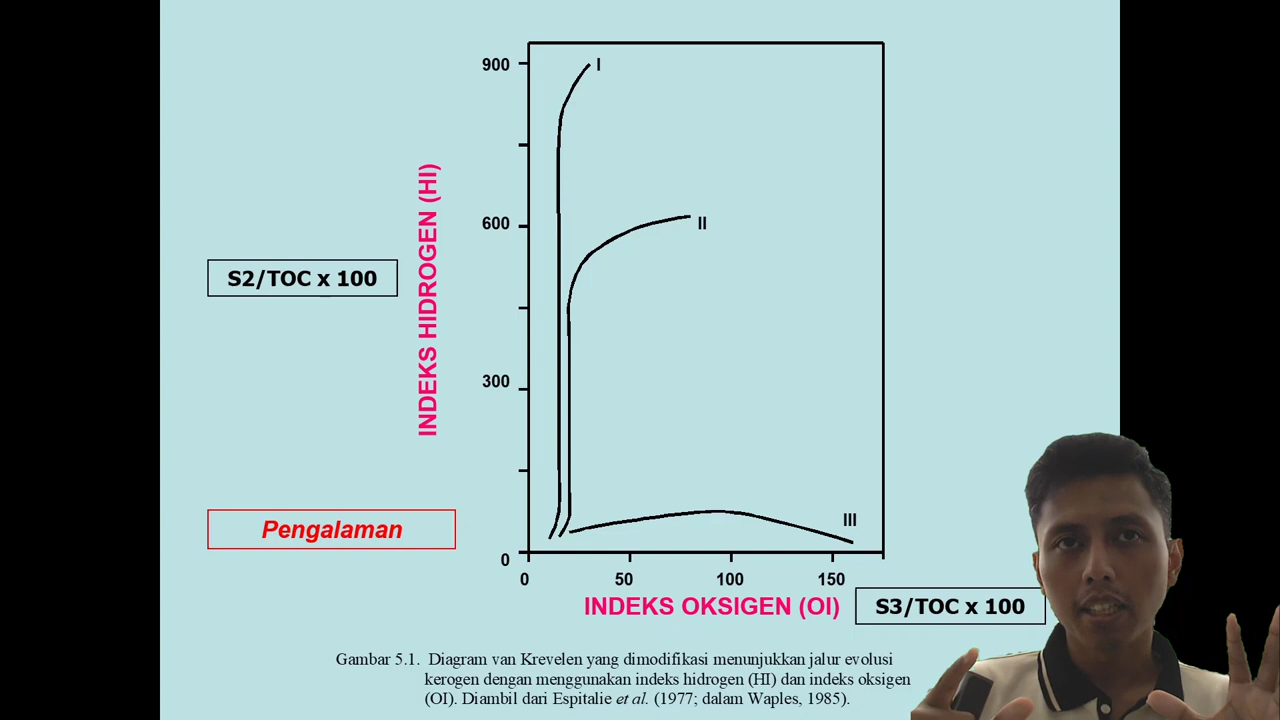 900
I
600
II
INDEKS HIDROGEN (HI)
S2/TOC x 100
300
Pengalaman
III
0
0
50
100
150
INDEKS OKSIGEN (OI)
S3/TOC x 100
Gambar 5.1. Diagram van Krevelen yang dimodifikasi menunjukkan jalur evolusi
kerogen dengan menggunakan indeks hidrogen (HI) dan indeks oksigen
(OI). Diambil dari Espitalie et al. (1977; dalam Waples, 1985).